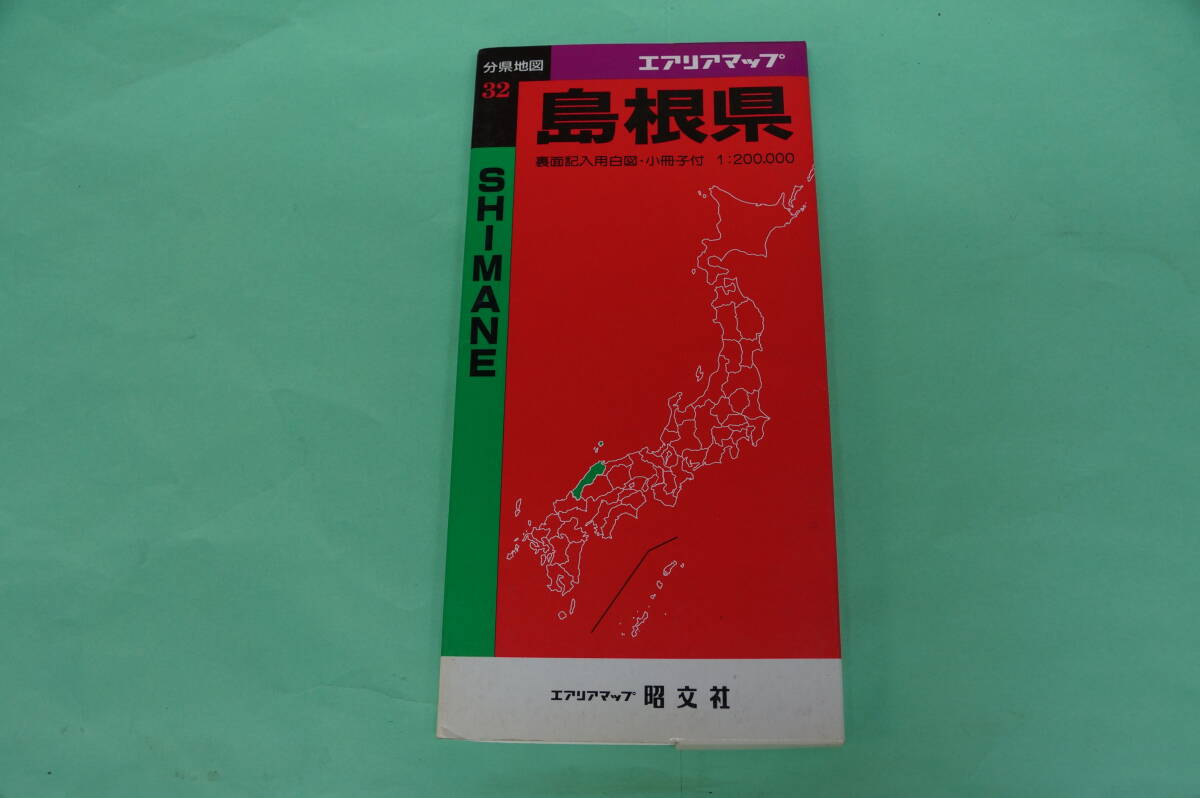 分県地図
エアリアマップ
32
島根県
裏面記入用白図・小冊子付 1:200,000
SHIMANE
エアリアマップ 昭文社